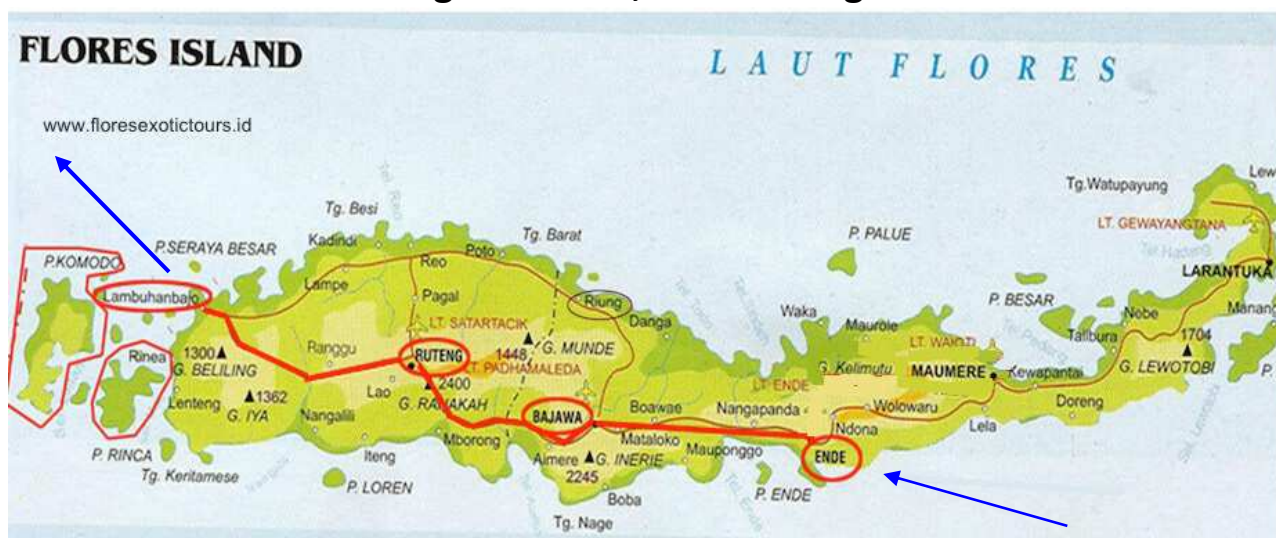 FLORES ISLAND
LAUT FLORES
www.floresexotictours.id
Tg.Watupayung
Lew
LT. GEWAYANGTANA
LARANTUKA
Tg. Besi
Tg. Barat
P. PALUE
P.SERAYA BESAR
Kadindi
Poto
Reo
P.KOMODO
Lambuhanbajo
Lampe
Pagal
Riung
Danga
P. BESAR
Waka
Maurole
Nobe
Manang
Talibura
LT. SATARTACIK
Rinea
1300
G. BELILING
Ranggu
RUTENG
1448
G. MUNDE
LT. PADHAMALEDA
G. Kelimutu
MAUMERE
Kewapantai
1704
G. LEWOTOBI
P.
Lenteng
1362
G. IYA
Lao
2400
LT. ENDE
Nangalili
BAJAWA
Boawae
Nangapanda
Wolowaru
Doreng
Mborong
Mataloko
Ndona
Lela
P. RINCA
Iteng
Aimere
G. INERIE
Mauponggo
ENDE
Tg. Keritamese
2245
P. LOREN
Boba
P. ENDE
Tg. Nage